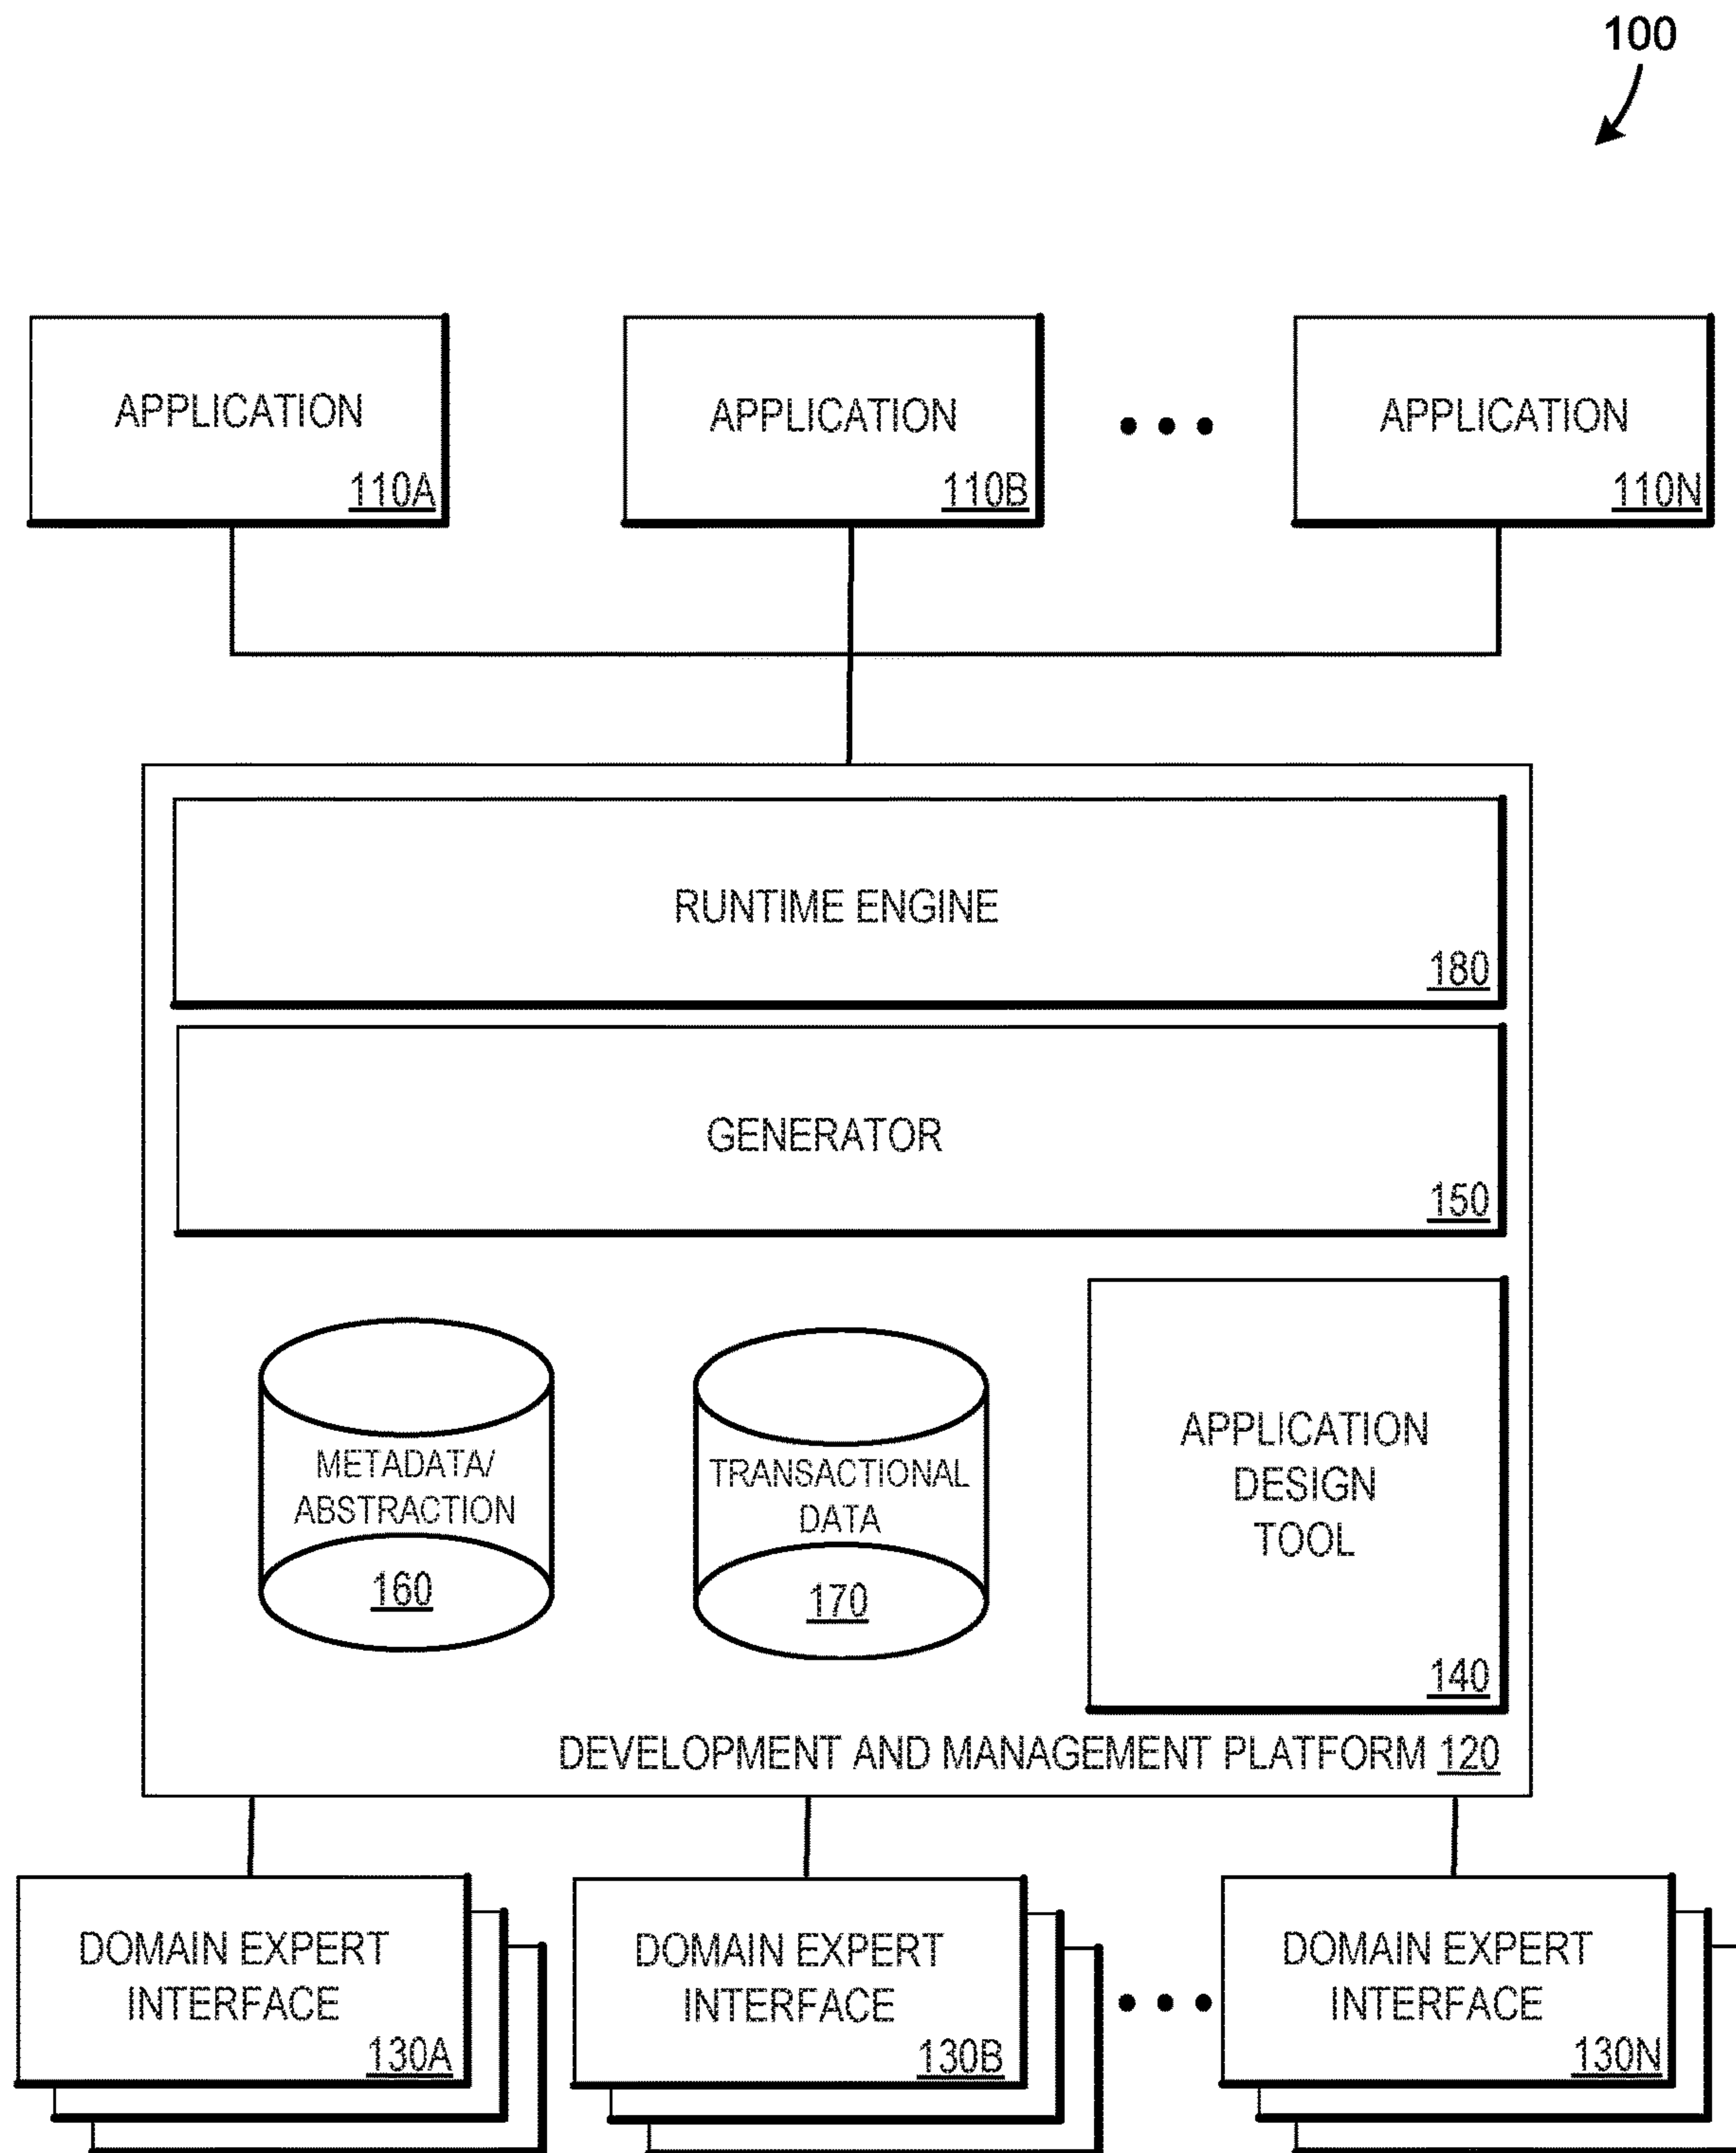 100
APPLICATION
110A
APPLICATION
110B
APPLICATION
110N
RUNTIME ENGINE
180
GENERATOR
150
METADATA/
ABSTRACTION
160
TRANSACTIONAL
DATA
170
APPLICATION
DESIGN
TOOL
140
DEVELOPMENT AND MANAGEMENT PLATFORM 120
DOMAIN EXPERT
INTERFACE
130A
DOMAIN EXPERT
INTERFACE
130B
DOMAIN EXPERT
INTERFACE
130N